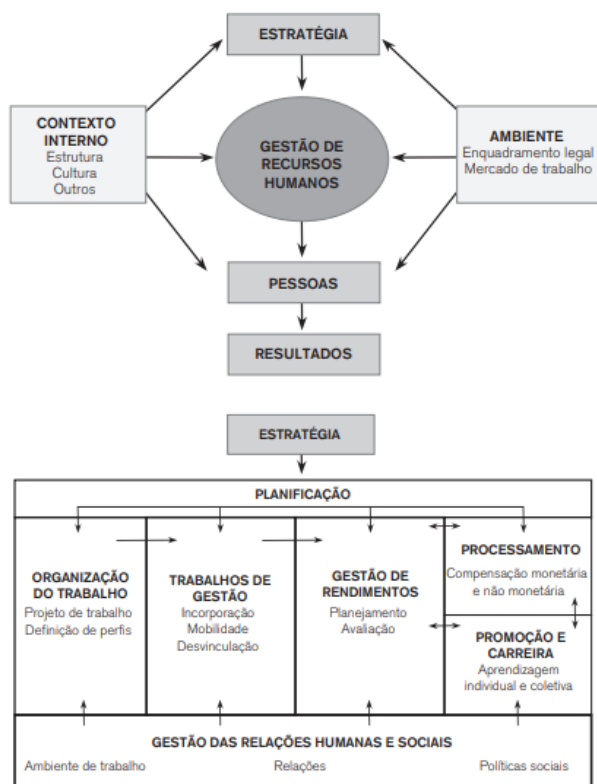 ESTRATÉGIA
CONTEXTO
INTERNO
Estrutura
Cultura
Outros
GESTÃO DE
RECURSOS
HUMANOS
AMBIENTE
Enquadramento legal
Mercado de trabalho
PESSOAS
RESULTADOS
ESTRATÉGIA
PLANIFICAÇÃO
ORGANIZAÇÃO
DO TRABALHO
Projeto de trabalho
Definição de perfis
TRABALHOS DE
GESTÃO
Incorporação
Mobilidade
Desvinculação
GESTÃO DE
RENDIMENTOS
Planejamento
Avaliação
PROCESSAMENTO
Compensação monetária
e não monetária
PROMOÇÃO E
CARREIRA
Aprendizagem
individual e coletiva
GESTÃO DAS RELAÇÕES HUMANAS E SOCIAIS
Ambiente de trabalho
Relações
Políticas sociais